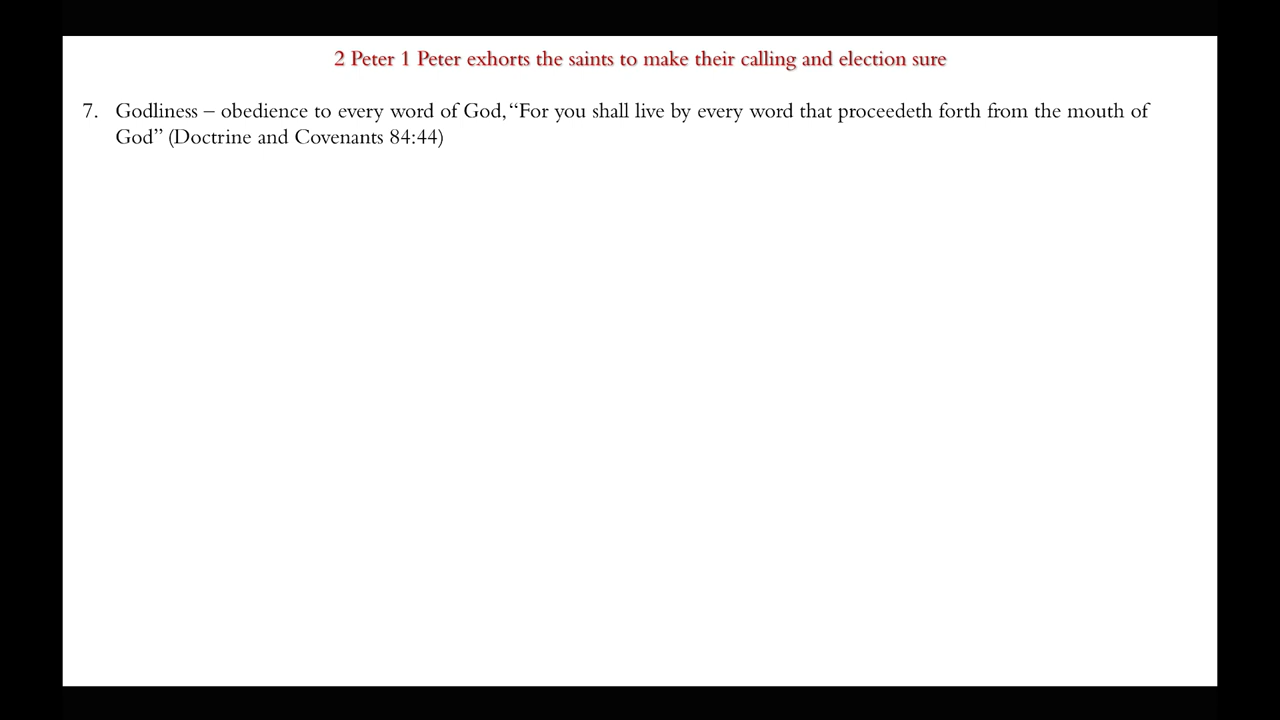 2 Peter 1 Peter exhorts the saints to make their calling and election sure
7. Godliness – obedience to every word of God, “For you shall live by every word that proceedeth forth from the mouth of
God” (Doctrine and Covenants 84:44)